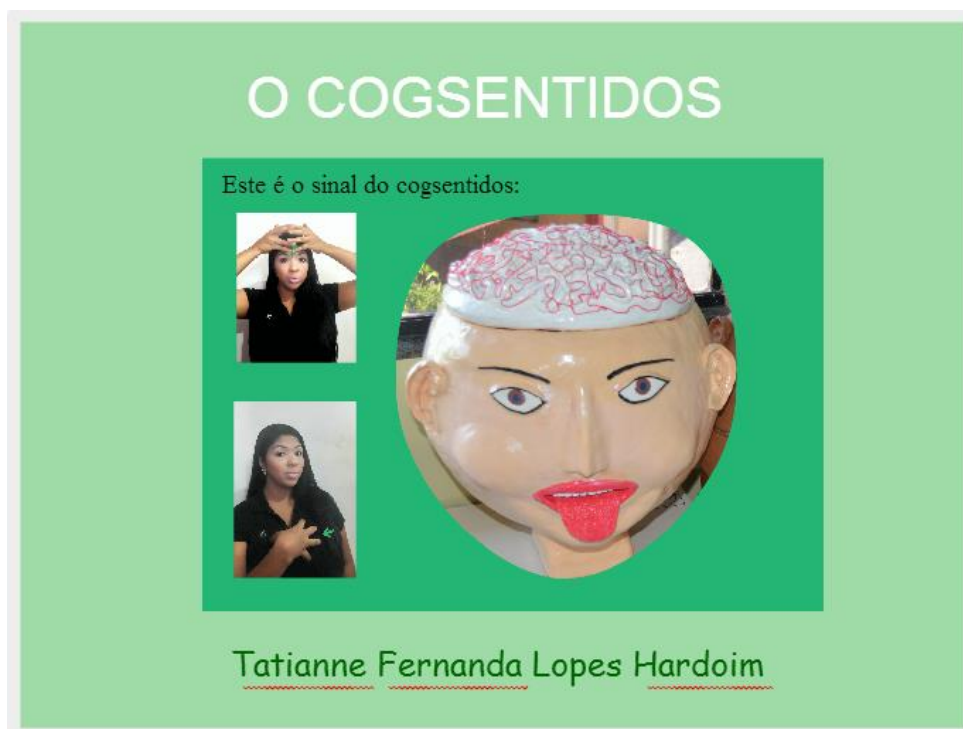 O COGSENTIDOS
Este é o sinal do cogsentidos:
Tatianne Fernanda Lopes Hardoim